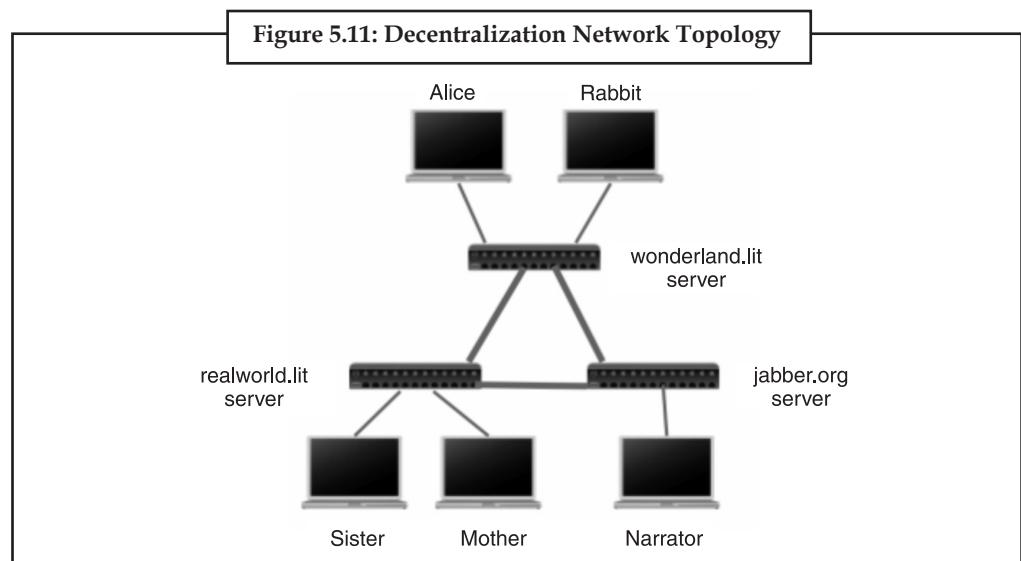 Figure 5.11: Decentralization Network Topology
Alice
Rabbit
wonderland.lit
server
realworld.lit
server
jabber.org
server
Sister
Mother
Narrator